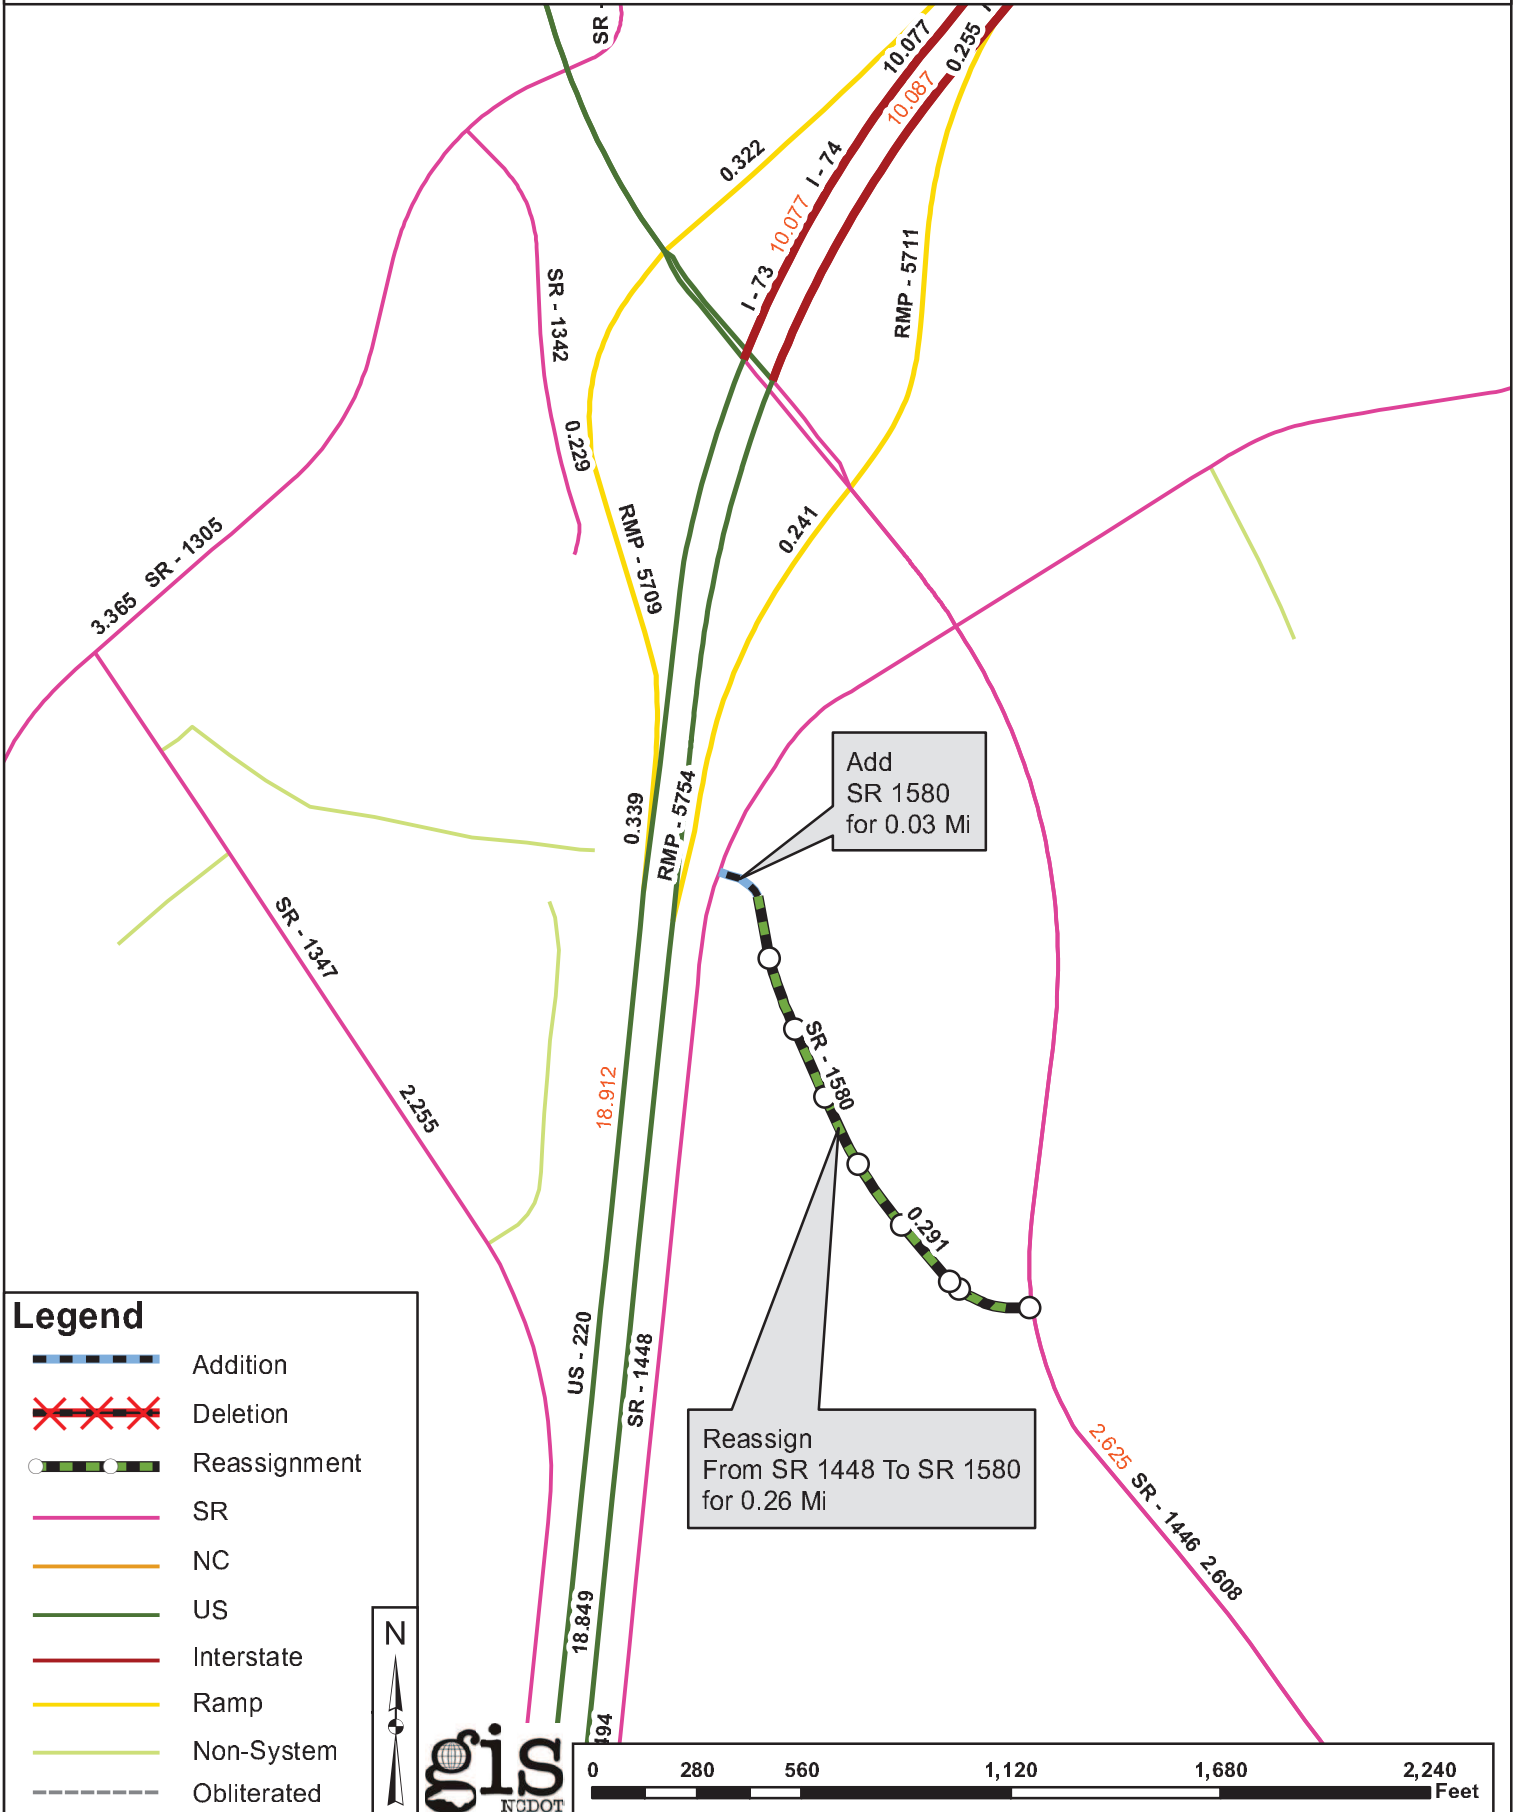 SR -
10.077
0.255
10.087
0.322
I - 74
10.077
I - 73
RMP - 5711
SR - 1342
0.229
RMP - 5709
0.241
SR - 1305
3.365
Add
SR 1580
for 0.03 Mi
0.339
RMP - 5754
SR - 1347
SR - 1580
18.912
2.255
0.291
US - 220
SR - 1448
Reassign
From SR 1448 To SR 1580
for 0.26 Mi
2.625
SR - 1446
2.608
18.849
494
Legend
Addition
Deletion
Reassignment
SR
NC
US
Interstate
Ramp
Non-System
Obliterated
N
gis
NCDOT
0 280 560 1,120 1,680 2,240
Feet